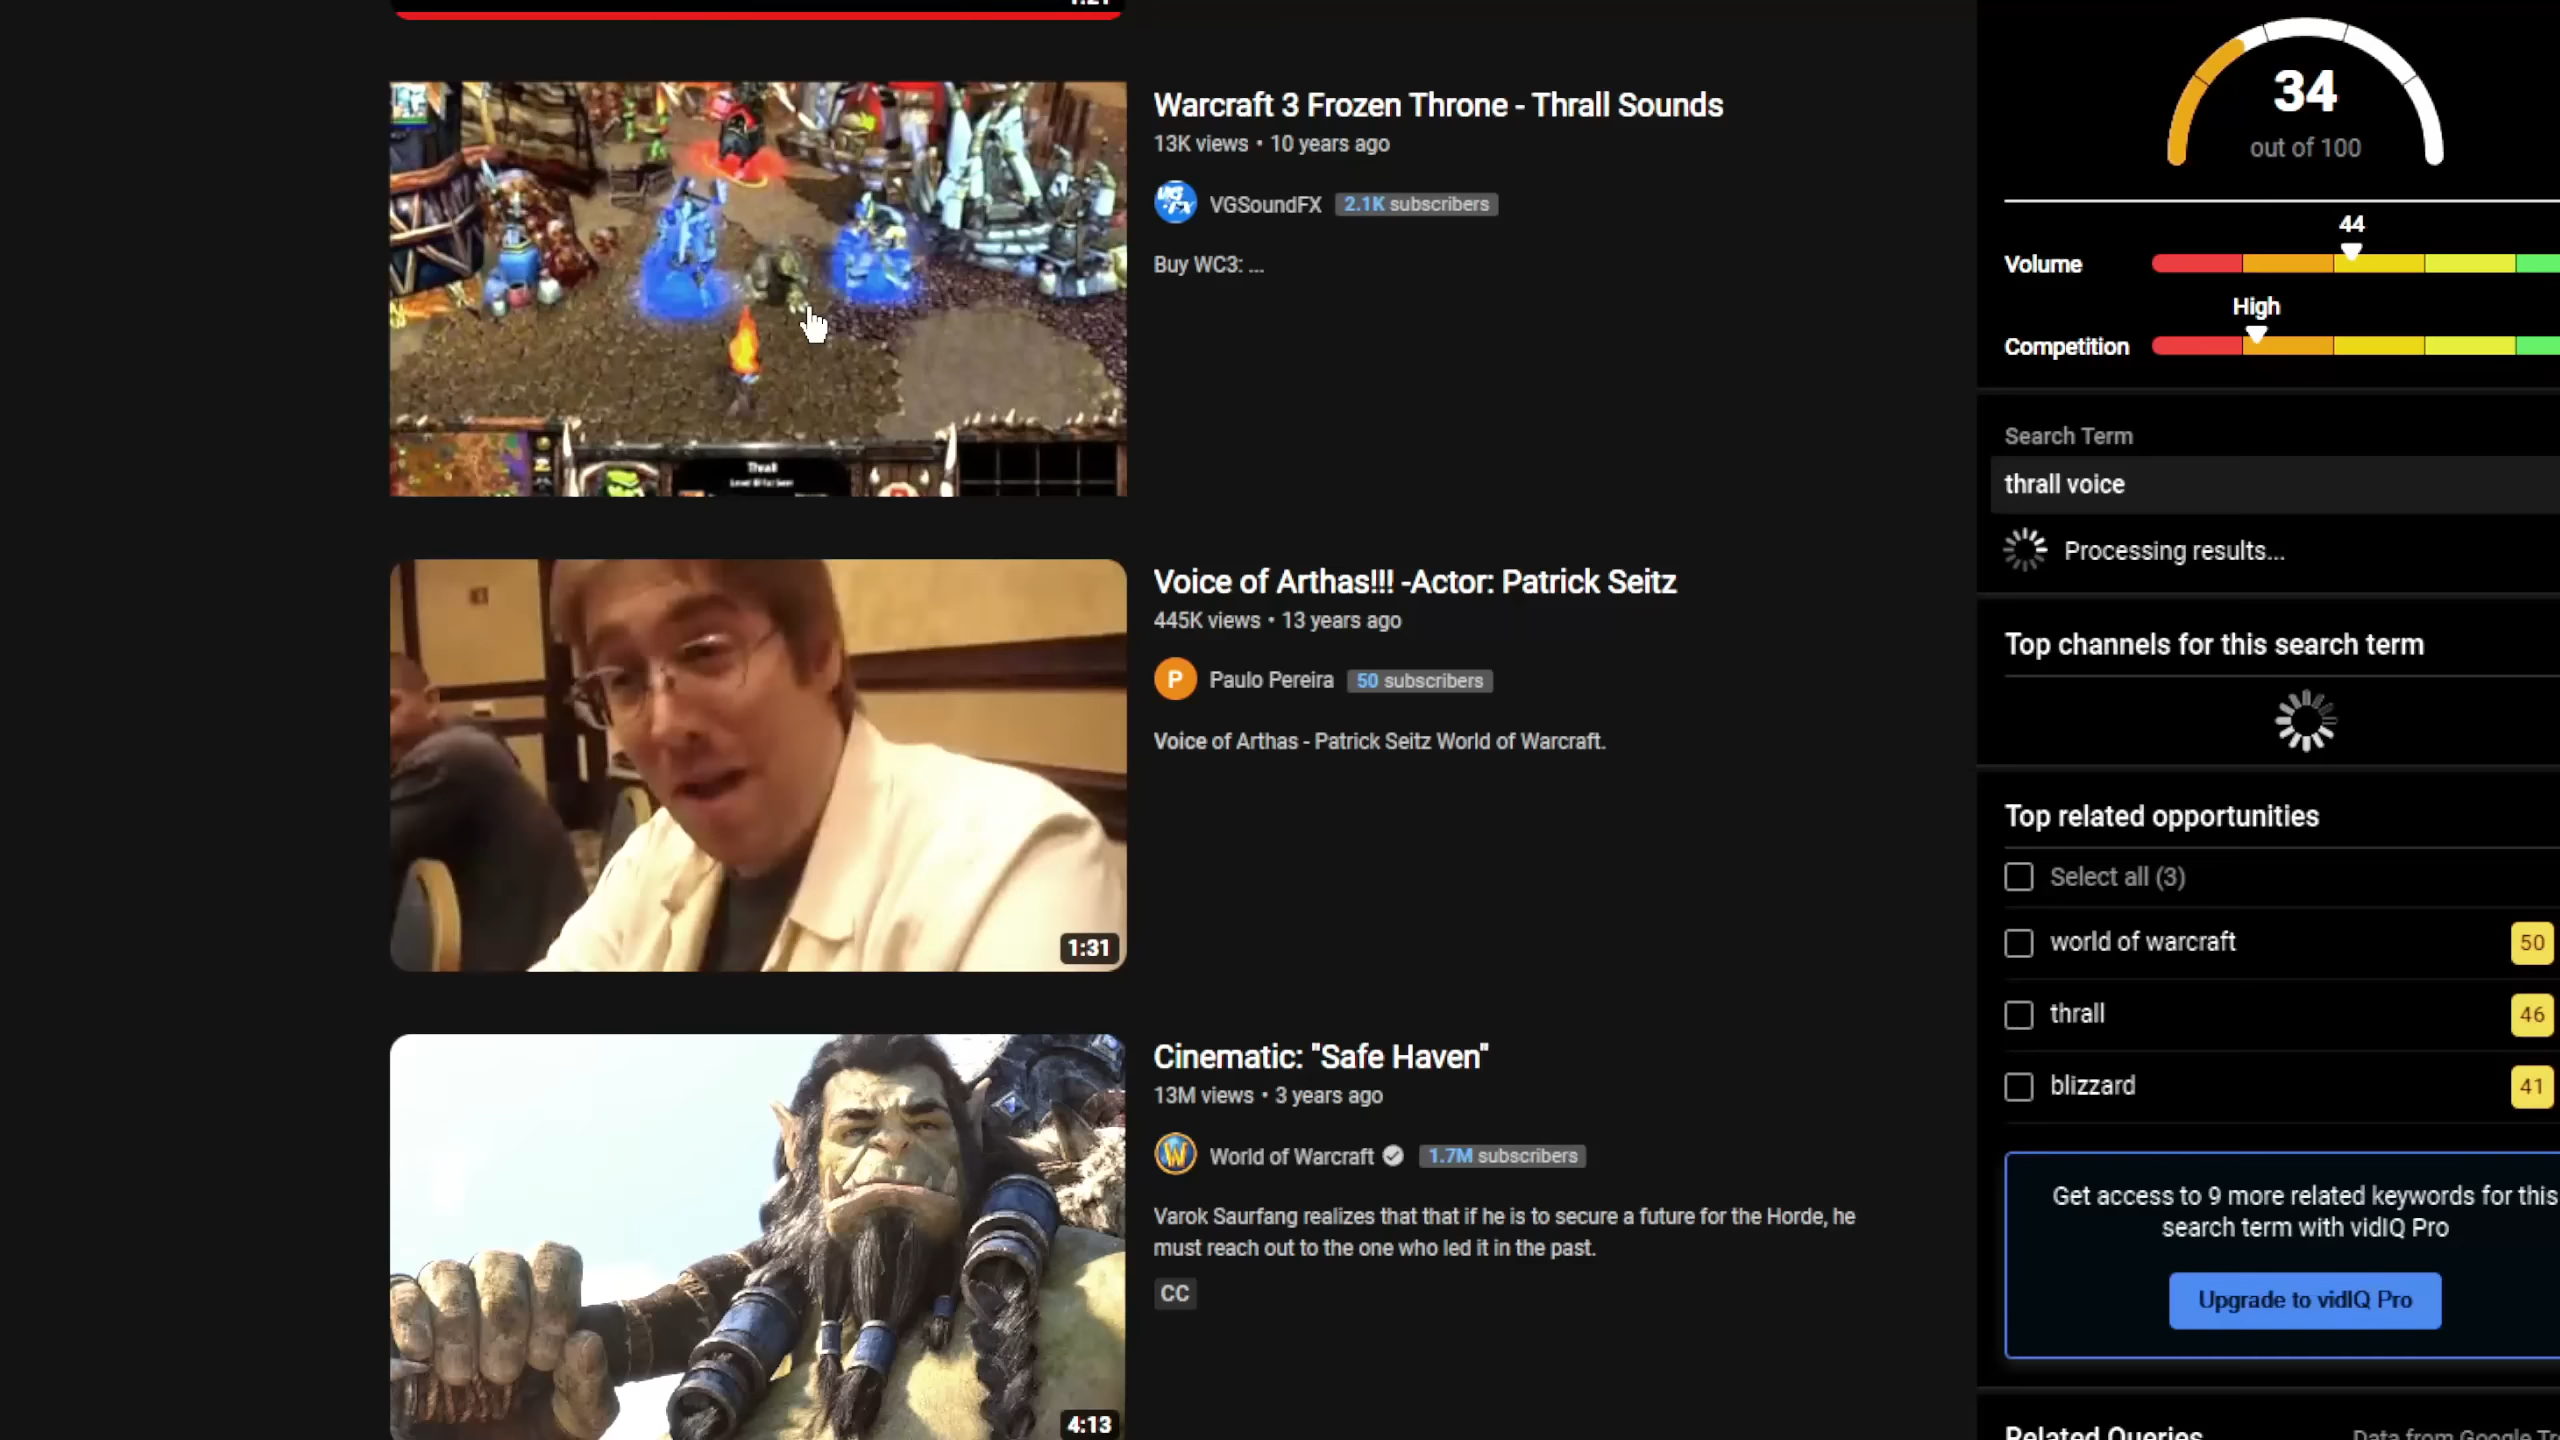 Warcraft 3 Frozen Throne - Thrall Sounds
13K views • 10 years ago
VGSoundFX 2.1K subscribers
Buy WC3: ...
Thrall
Voice of Arthas!!! -Actor: Patrick Seitz
445K views • 13 years ago
P Paulo Pereira 50 subscribers
Voice of Arthas - Patrick Seitz World of Warcraft.
1:31
Cinematic: "Safe Haven"
13M views • 3 years ago
W World of Warcraft 1.7M subscribers
Varok Saurfang realizes that that if he is to secure a future for the Horde, he
must reach out to the one who led it in the past.
CC
4:13
34
out of 100
44
Volume
High
Competition
Search Term
thrall voice
Processing results...
Top channels for this search term
Top related opportunities
Select all (3)
world of warcraft 50
thrall 46
blizzard 41
Get access to 9 more related keywords for this
search term with vidIQ Pro
Upgrade to vidIQ Pro
Related Queries Data from Google